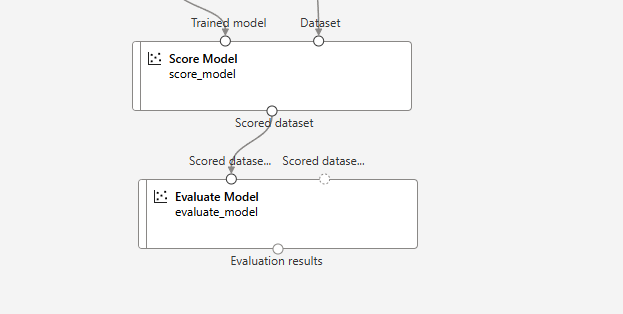 Trained model
Dataset
Score Model
score_model
Scored dataset
Scored datase...
Scored datase...
Evaluate Model
evaluate_model
Evaluation results